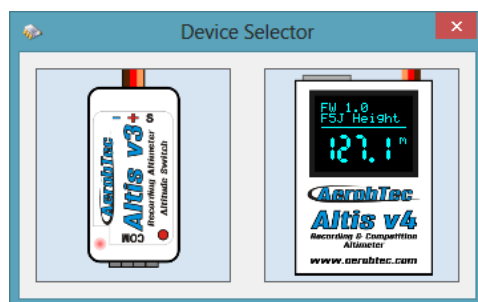 Device Selector
- + S
AerobTec
Altis v3
Recording Altimeter
Altitude Switch
COM
FW 1.0
F5J Height
127.1 m
AerobTec
Altis v4
Recording & Competition
Altimeter
www.aerobtec.com